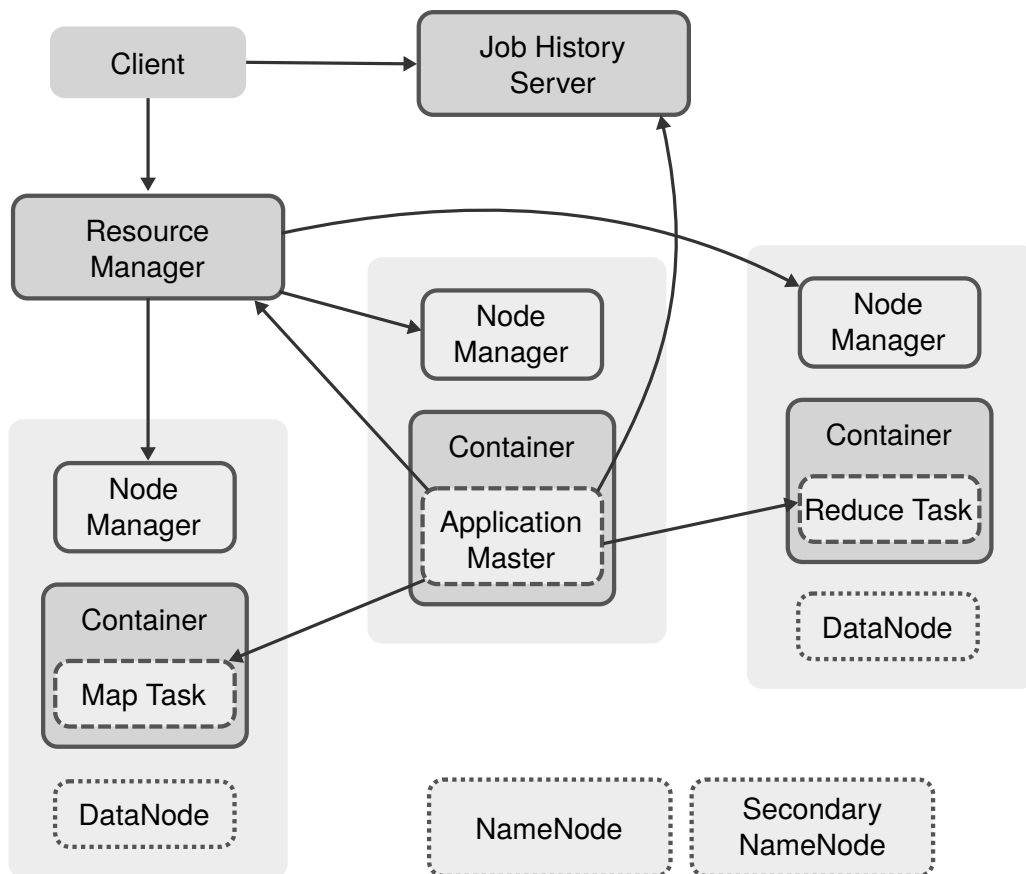 Client
Job History
Server
Resource
Manager
Node
Manager
Container
Application
Master
Node
Manager
Container
Reduce Task
DataNode
Node
Manager
Container
Map Task
DataNode
NameNode
Secondary
NameNode